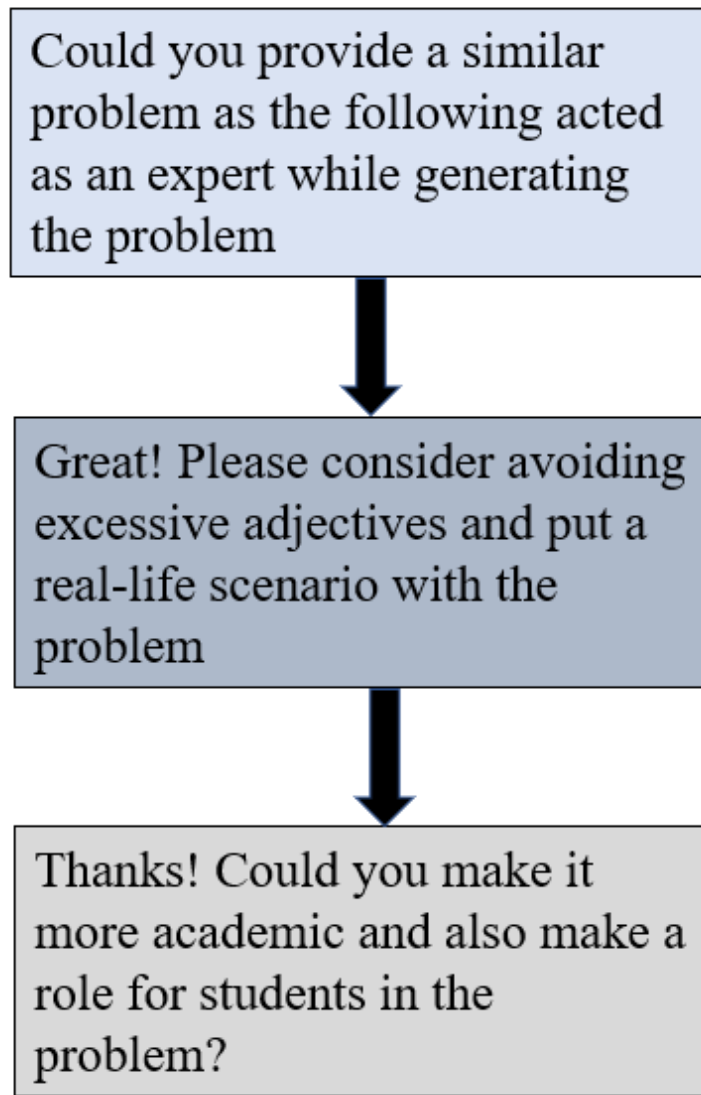 Could you provide a similar
problem as the following acted
as an expert while generating
the problem
Great! Please consider avoiding
excessive adjectives and put a
real-life scenario with the
problem
Thanks! Could you make it
more academic and also make a
role for students in the
problem?